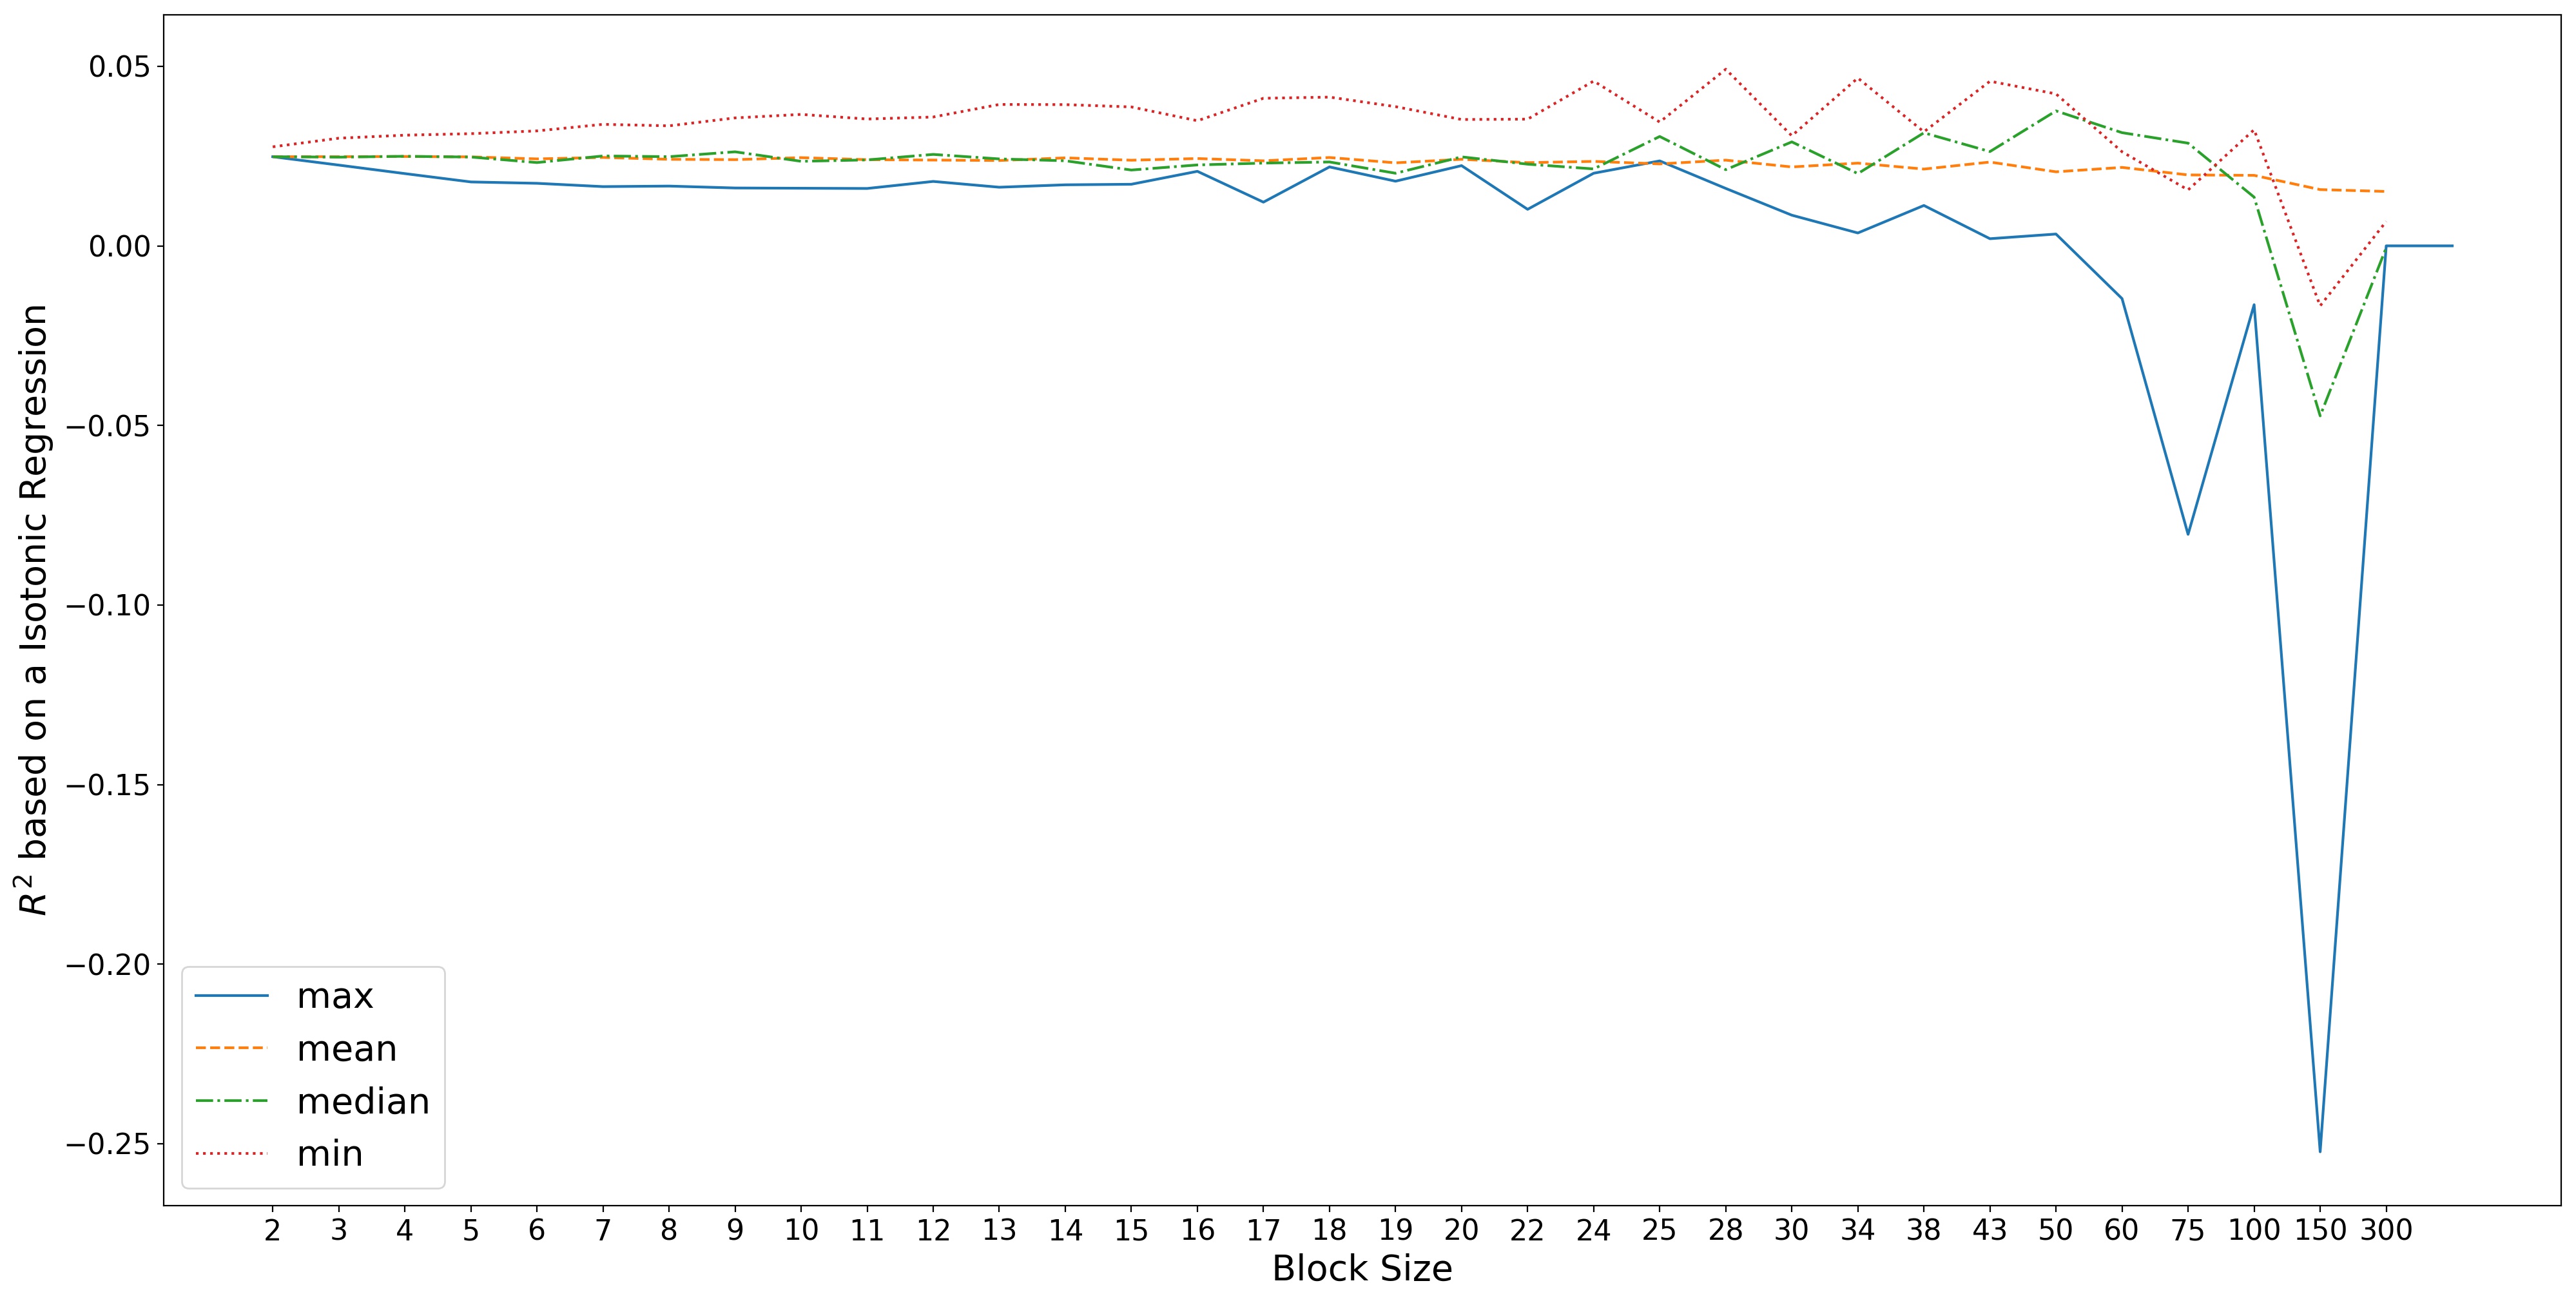 0.05
0.00
−0.05
−0.10
−0.15
−0.20
−0.25
R² based on a Isotonic Regression
max
mean
median
min
2 3 4 5 6 7 8 9 10 11 12 13 14 15 16 17 18 19 20 22 24 25 28 30 34 38 43 50 60 75 100 150 300
Block Size